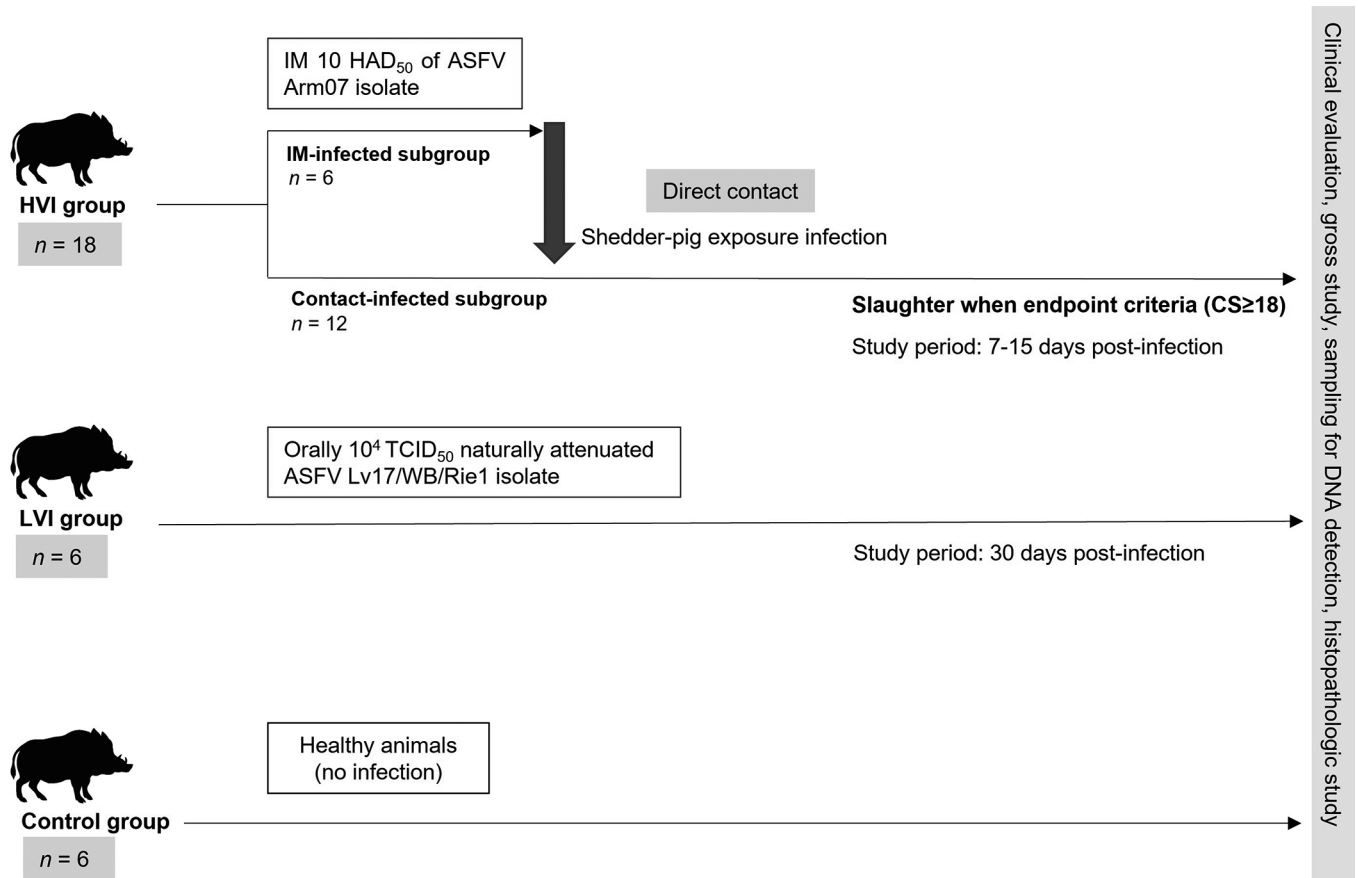 IM 10 HAD₅₀ of ASFV
Arm07 isolate
HVI group
n = 18
IM-infected subgroup
n = 6
Direct contact
Shedder-pig exposure infection
Contact-infected subgroup
n = 12
Slaughter when endpoint criteria (CS≥18)
Study period: 7-15 days post-infection
LVI group
n = 6
Orally 10⁴ TCID₅₀ naturally attenuated
ASFV Lv17/WB/Rie1 isolate
Study period: 30 days post-infection
Control group
n = 6
Healthy animals
(no infection)
Clinical evaluation, gross study, sampling for DNA detection, histopathologic study